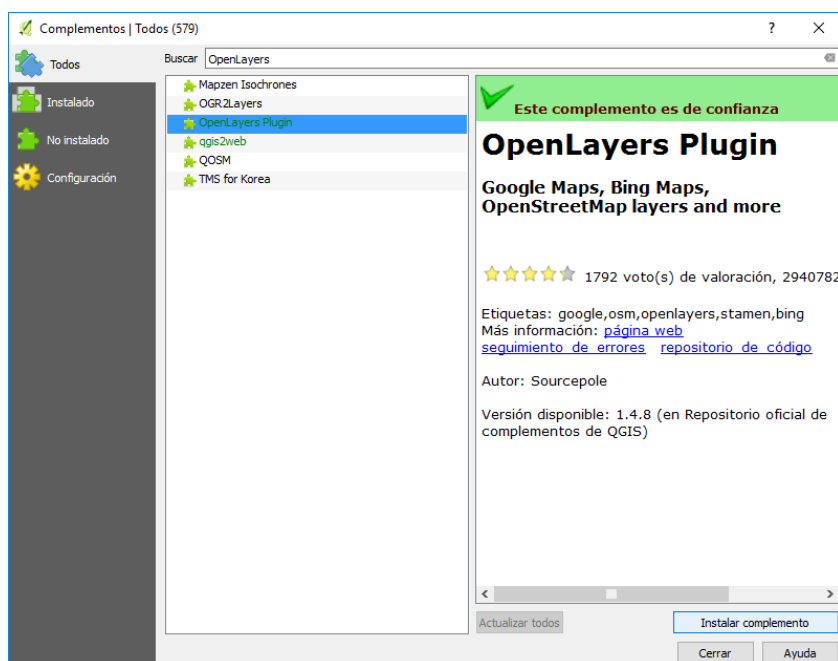 Complementos | Todos (579)
?
Todos
Instalado
No instalado
Configuración
Buscar OpenLayers
Mapzen Isochrones
OGR2Layers
OpenLayers Plugin
qgis2web
QOSM
TMS for Korea
Este complemento es de confianza
OpenLayers Plugin
Google Maps, Bing Maps,
OpenStreetMap layers and more
1792 voto(s) de valoración, 2940782
Etiquetas: google,osm,openlayers,stamen,bing
Más información: página web
seguimiento de errores repositorio de código
Autor: Sourcepole
Versión disponible: 1.4.8 (en Repositorio oficial de
complementos de QGIS)
Actualizar todos Instalar complemento
Cerrar Ayuda